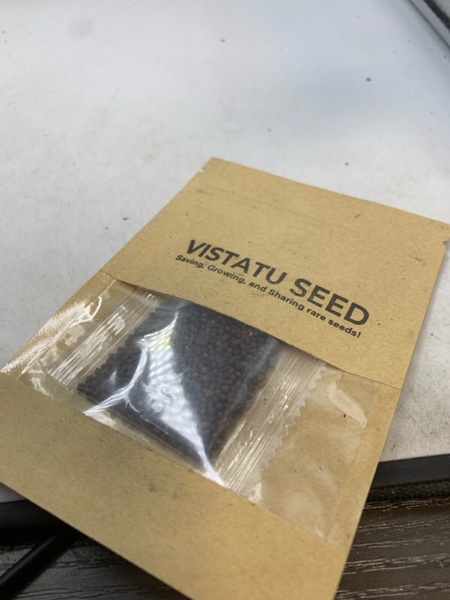 VISTATU SEED
Saving, Growing, and Sharing rare seeds!